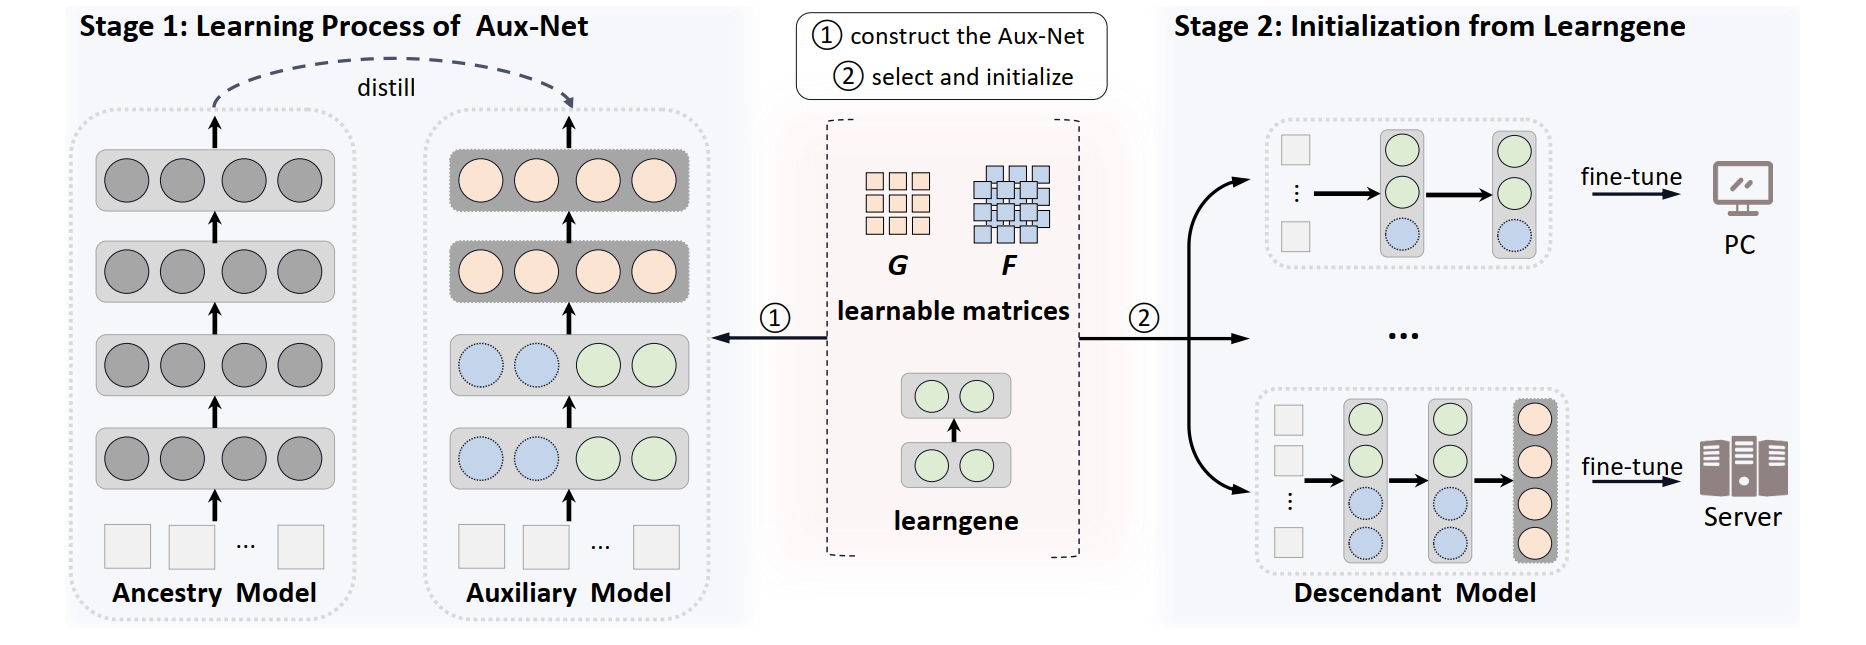 Stage 1: Learning Process of Aux-Net
distill
Ancestry Model
Auxiliary Model
① construct the Aux-Net
② select and initialize
G
F
learnable matrices
learngene
①
②
Stage 2: Initialization from Learngene
fine-tune
PC
...
fine-tune
Server
Descendant Model